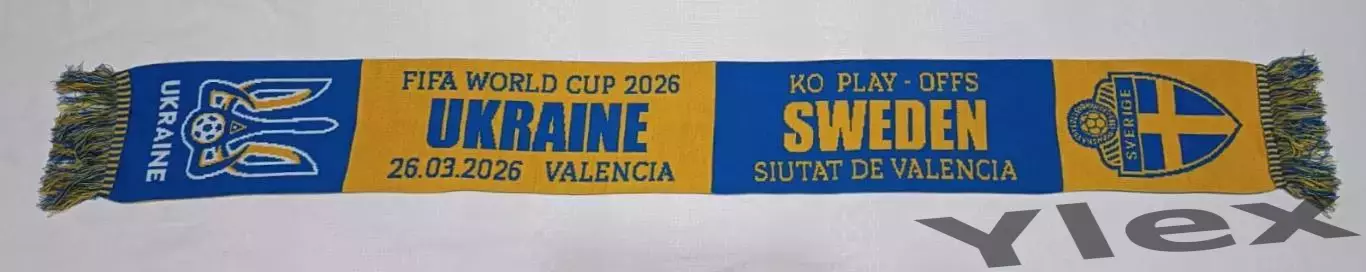 UKRAINE
FIFA WORLD CUP 2026
UKRAINE
26.03.2026 VALENCIA
KO PLAY - OFFS
SWEDEN
SIUTAT DE VALENCIA
SVERIGE
Ylex